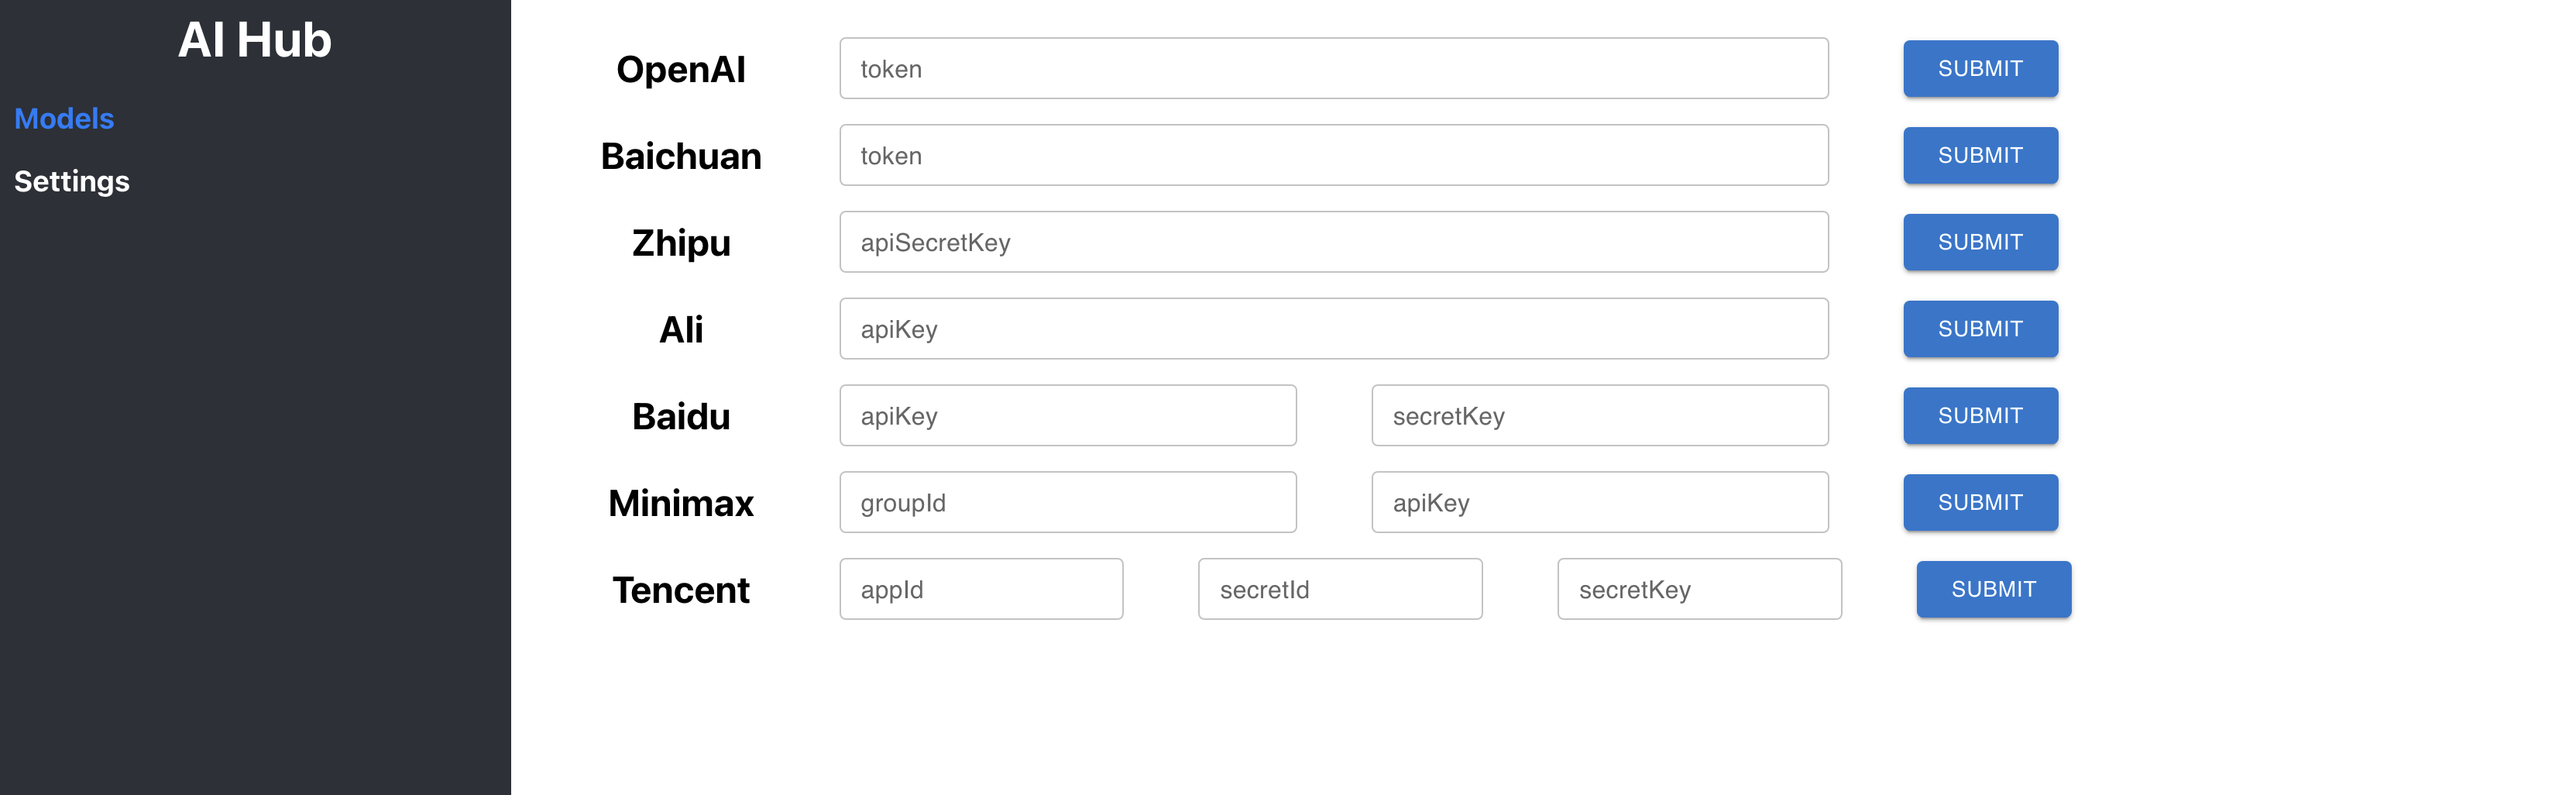 AI Hub
Models
Settings
OpenAI token SUBMIT
Baichuan token SUBMIT
Zhipu apiSecretKey SUBMIT
Ali apiKey SUBMIT
Baidu apiKey secretKey SUBMIT
Minimax groupId apiKey SUBMIT
Tencent appId secretId secretKey SUBMIT